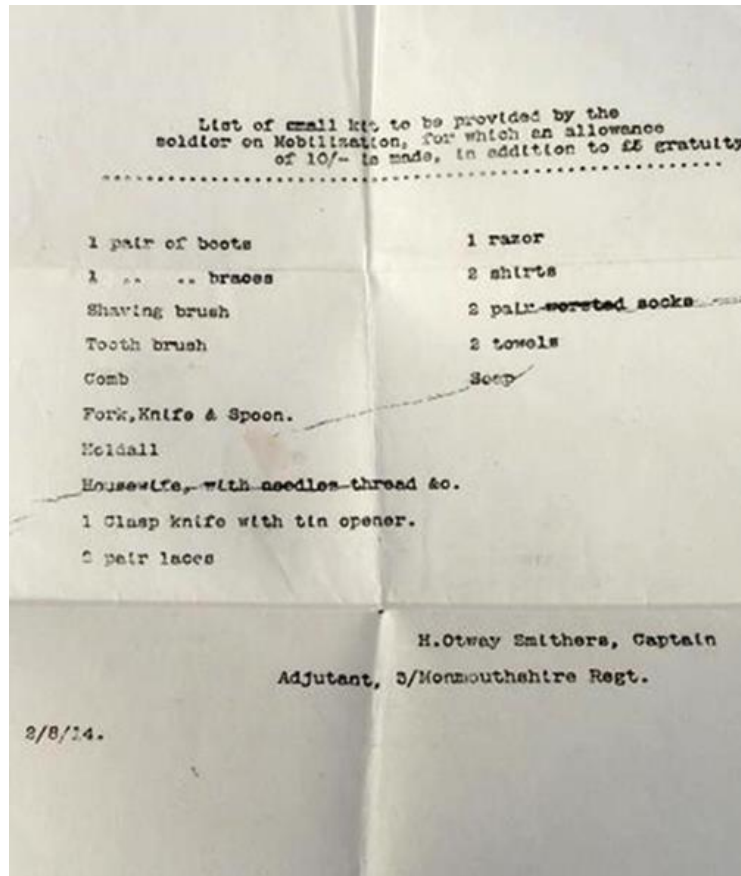 List of small kit to be provided by the
soldier on Mobilization, for which an allowance
of 10/- is made, in addition to £5 gratuity
1 pair of boots
1 .. .. braces
Shaving brush
Tooth brush
Comb
Fork,Knife & Spoon.
Holdall
Housewife, with needles thread &c.
1 Clasp knife with tin opener.
2 pair laces
1 razor
2 shirts
2 pair worsted socks
2 towels
Soap
H.Otway Smithers, Captain
Adjutant, 3/Monmouthshire Regt.
2/8/14.